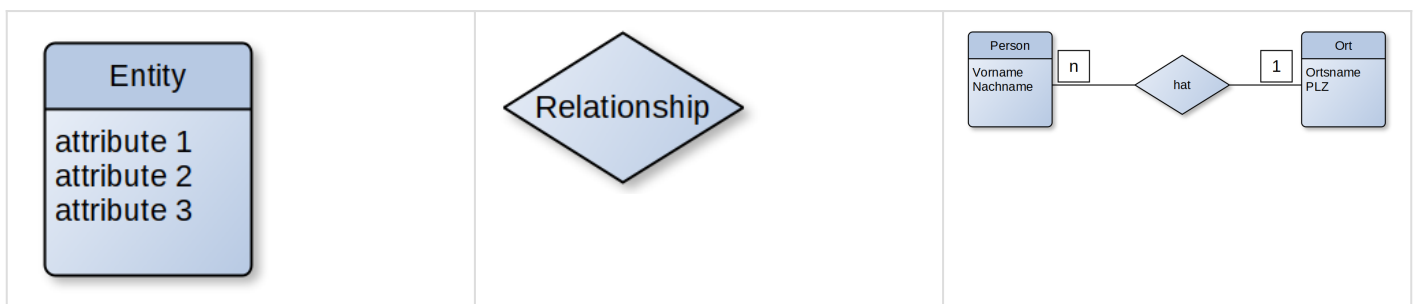 Entity
attribute 1
attribute 2
attribute 3
Relationship
Person
Vorname
Nachname
n
hat
1
Ort
Ortsname
PLZ